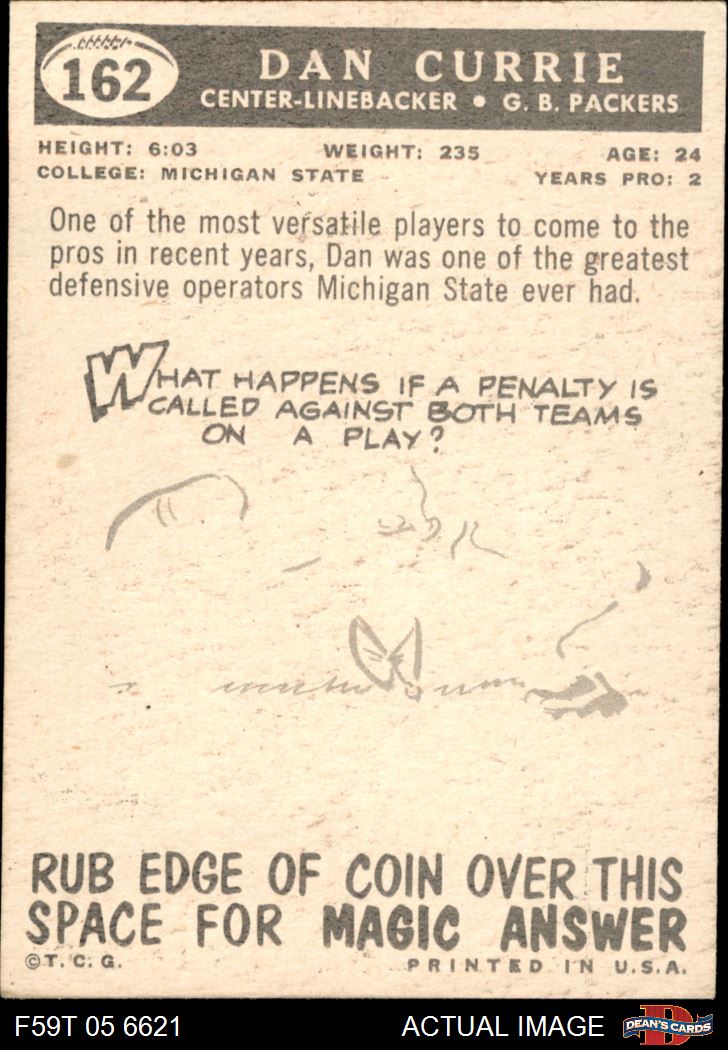 162
DAN CURRIE
CENTER-LINEBACKER • G. B. PACKERS
HEIGHT: 6:03 WEIGHT: 235 AGE: 24
COLLEGE: MICHIGAN STATE YEARS PRO: 2
One of the most versatile players to come to the
pros in recent years, Dan was one of the greatest
defensive operators Michigan State ever had.
WHAT HAPPENS IF A PENALTY IS
CALLED AGAINST BOTH TEAMS
ON A PLAY?
RUB EDGE OF COIN OVER THIS
SPACE FOR MAGIC ANSWER
©T. C. G. PRINTED IN U.S.A.
F59T 05 6621 ACTUAL IMAGE D DEAN'S CARDS